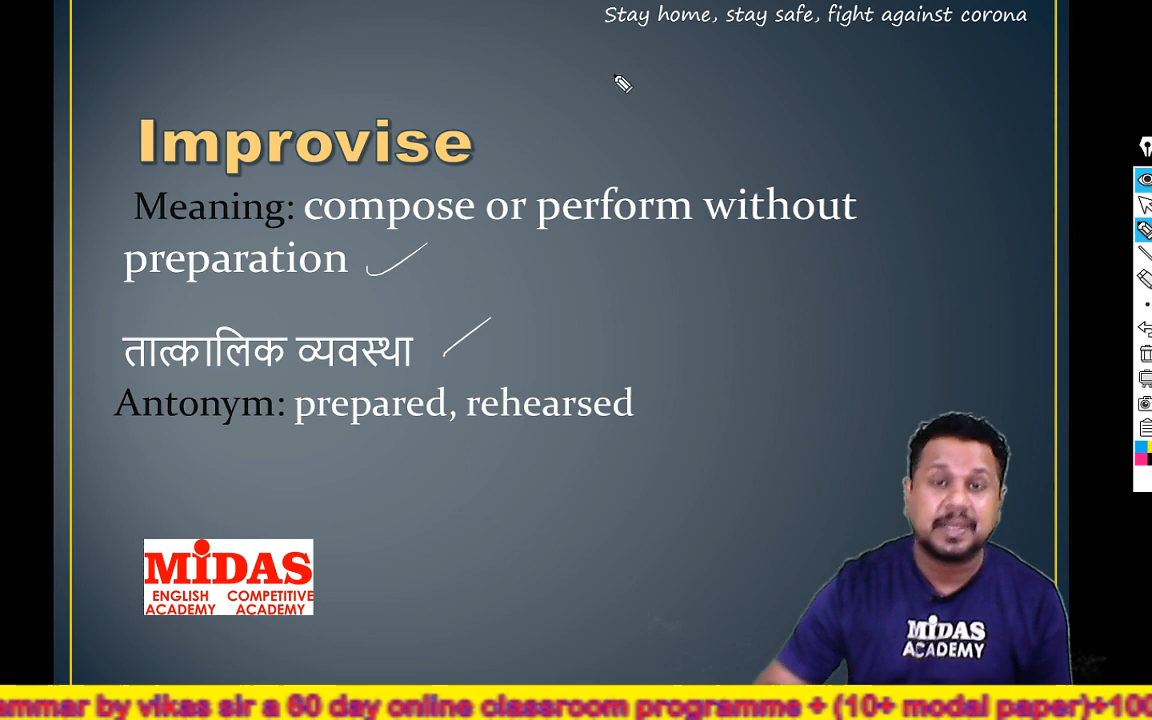 Stay home, stay safe, fight against corona
Improvise
Meaning: compose or perform without
preparation
तात्कालिक व्यवस्था
Antonym: prepared, rehearsed
MiDAS
ENGLISH COMPETITIVE
ACADEMY ACADEMY
MiDAS
ACADEMY
ammar by vikas sir a 60 day online classroom programme + (10+ modal paper)+100